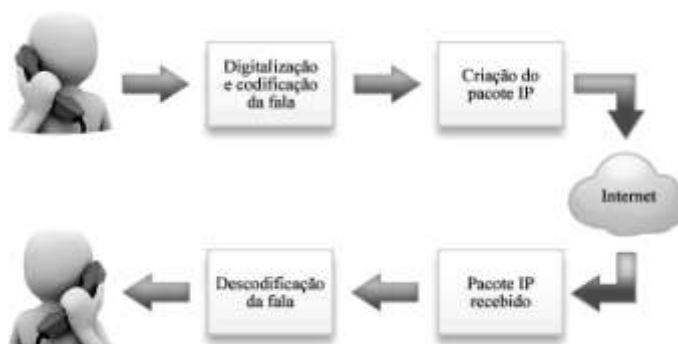 Digitalização
e codificação
da fala
Criação do
pacote IP
Internet
Pacote IP
recebido
Descodificação
da fala